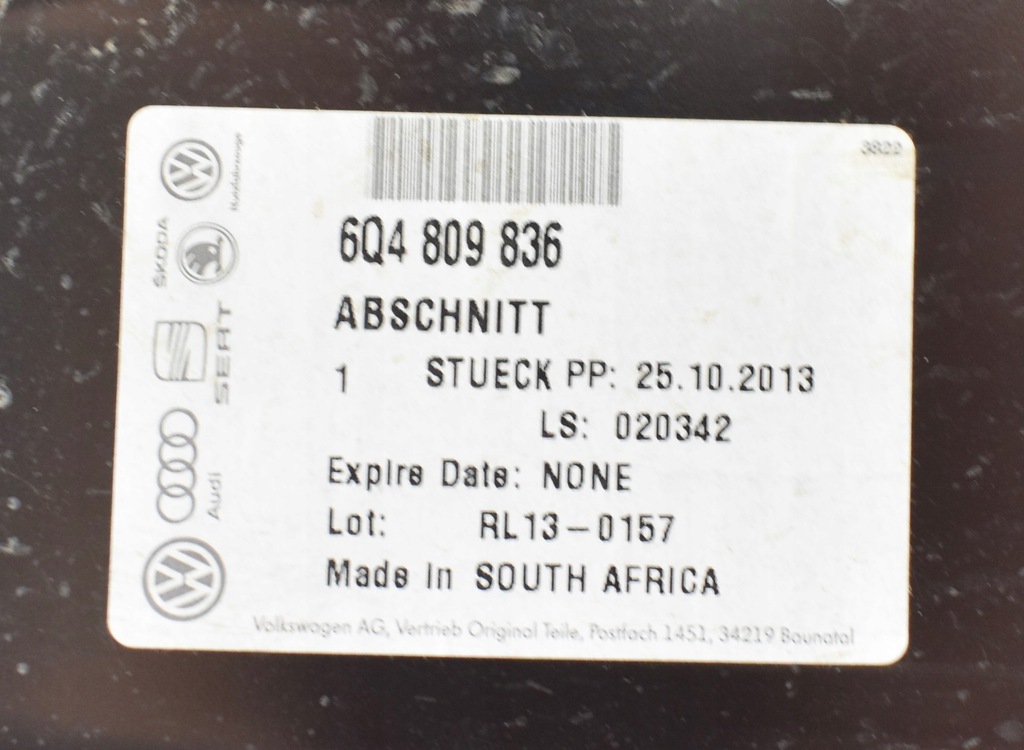 3822
6Q4 809 836
ABSCHNITT
1 STUECK PP: 25.10.2013
LS: 020342
Expire Date: NONE
Lot: RL13-0157
Made in SOUTH AFRICA
Volkswagen AG, Vertrieb Original Teile, Postfach 1451, 34219 Baunatal
Nutzfahrzeuge
ŠKODA
SEAT
Audi